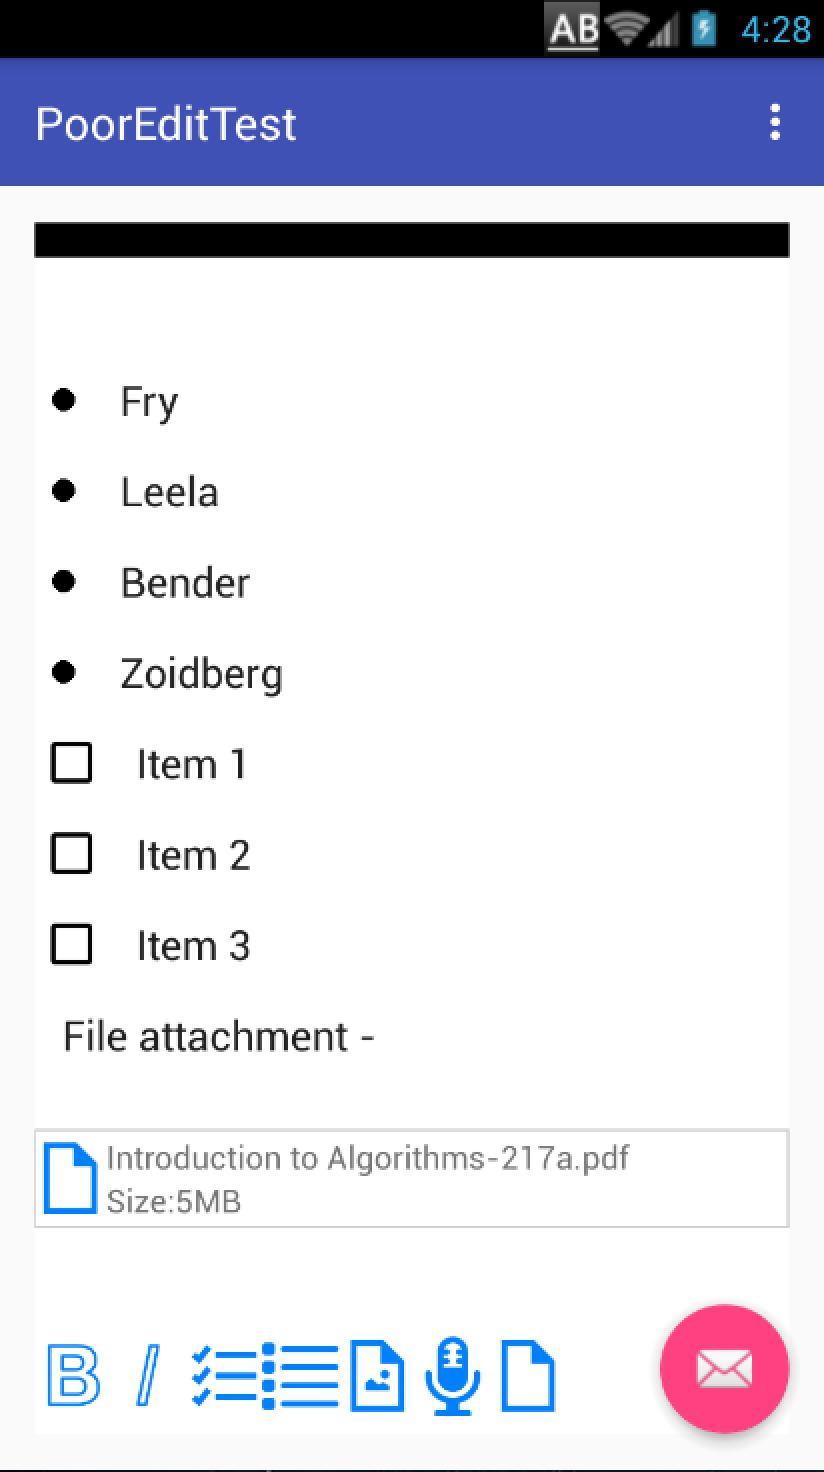 AB 4:28
PoorEditTest
Fry
Leela
Bender
Zoidberg
Item 1
Item 2
Item 3
File attachment -
Introduction to Algorithms-217a.pdf
Size:5MB
B I